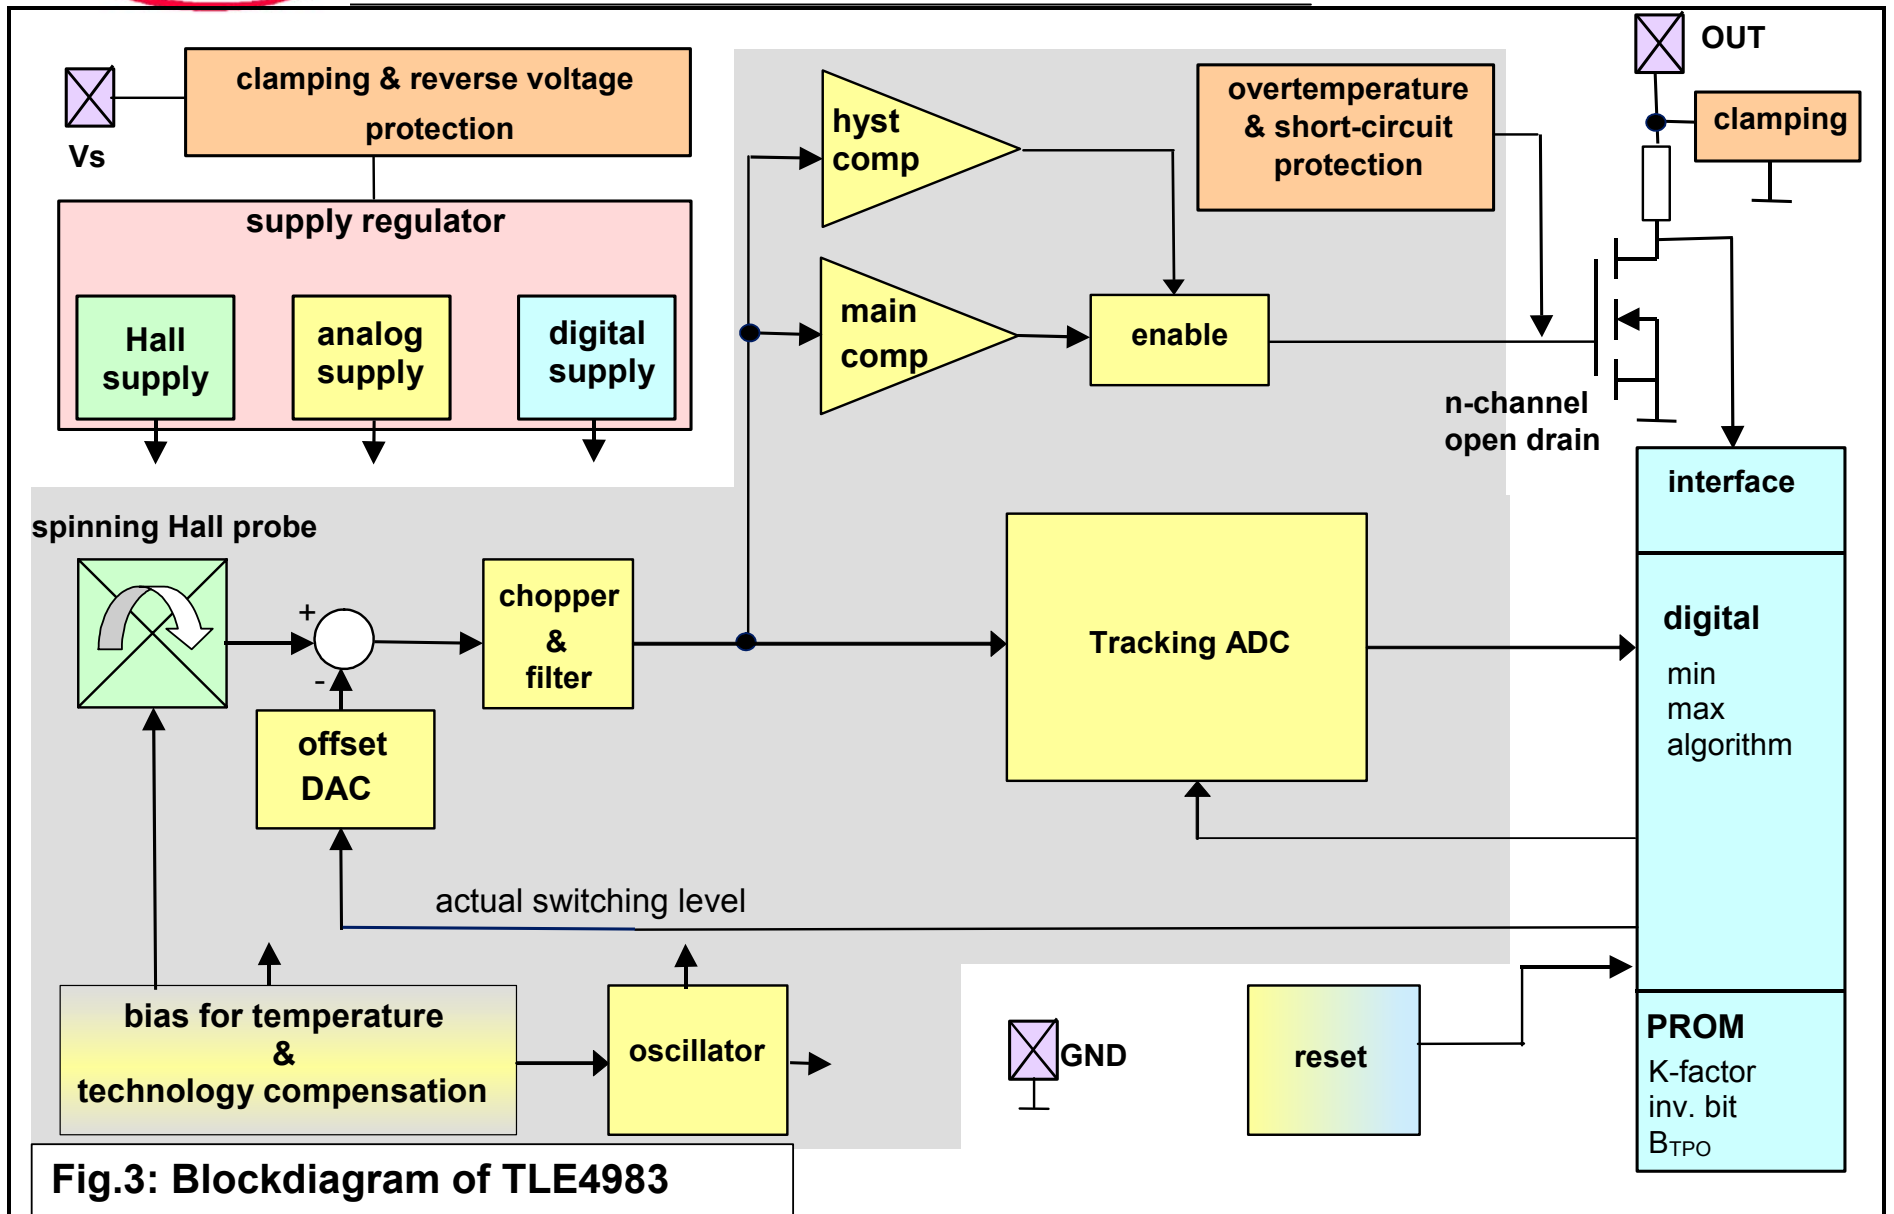 OUT
clamping & reverse voltage
protection
Vs
hyst
comp
overtemperature
& short-circuit
protection
clamping
supply regulator
Hall
supply
analog
supply
digital
supply
main
comp
enable
n-channel
open drain
interface
spinning Hall probe
+
-
chopper
&
filter
Tracking ADC
digital
min
max
algorithm
offset
DAC
actual switching level
bias for temperature
&
technology compensation
oscillator
GND
reset
PROM
K-factor
inv. bit
BTPO
Fig.3: Blockdiagram of TLE4983